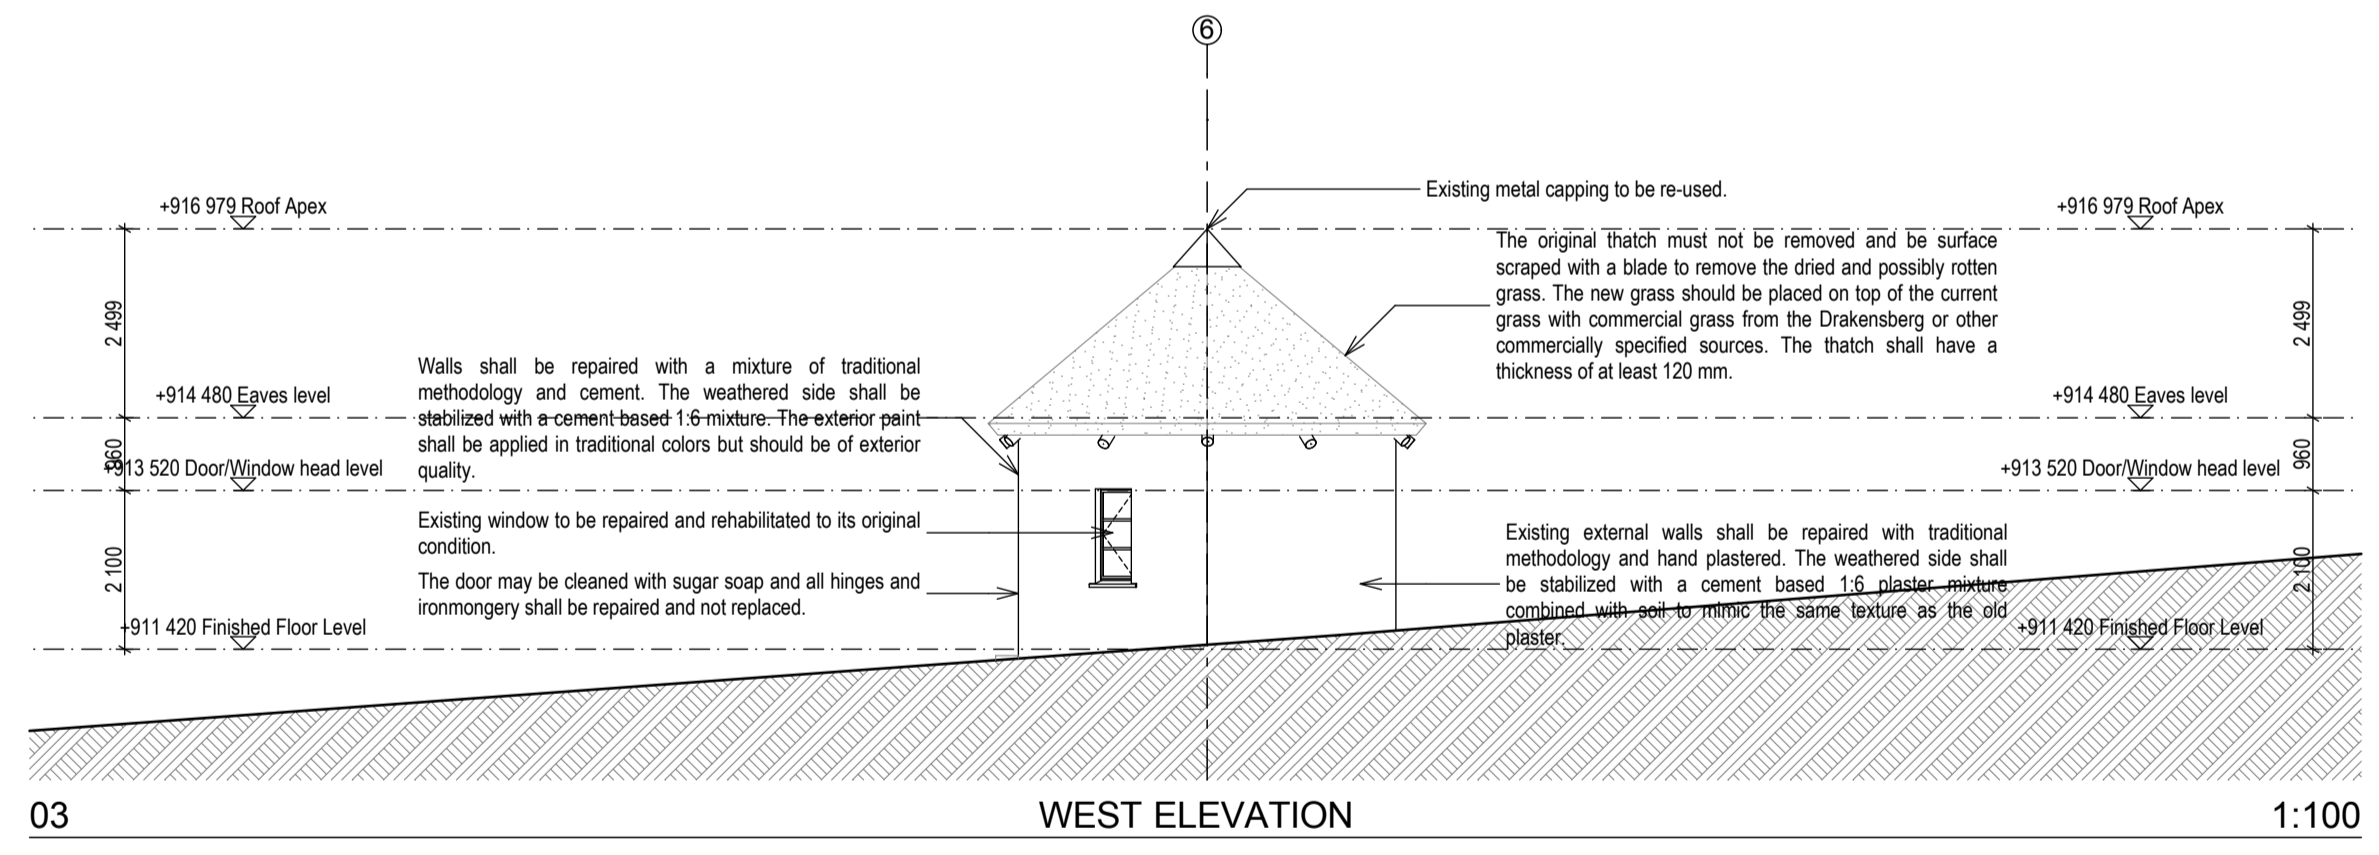 6
Existing metal capping to be re-used.
+916 979 Roof Apex
+916 979 Roof Apex
The original thatch must not be removed and be surface
scraped with a blade to remove the dried and possibly rotten
grass. The new grass should be placed on top of the current
grass with commercial grass from the Drakensberg or other
commercially specified sources. The thatch shall have a
thickness of at least 120 mm.
2 499
2 499
Walls shall be repaired with a mixture of traditional
methodology and cement. The weathered side shall be
stabilized with a cement based 1:6 mixture. The exterior paint
shall be applied in traditional colors but should be of exterior
quality.
+914 480 Eaves level
+914 480 Eaves level
960
960
+913 520 Door/Window head level
+913 520 Door/Window head level
Existing window to be repaired and rehabilitated to its original
condition.
The door may be cleaned with sugar soap and all hinges and
ironmongery shall be repaired and not replaced.
Existing external walls shall be repaired with traditional
methodology and hand plastered. The weathered side shall
be stabilized with a cement based 1:6 plaster mixture
combined with soil to mimic the same texture as the old
plaster.
2 100
2 100
+911 420 Finished Floor Level
+911 420 Finished Floor Level
03
WEST ELEVATION
1:100